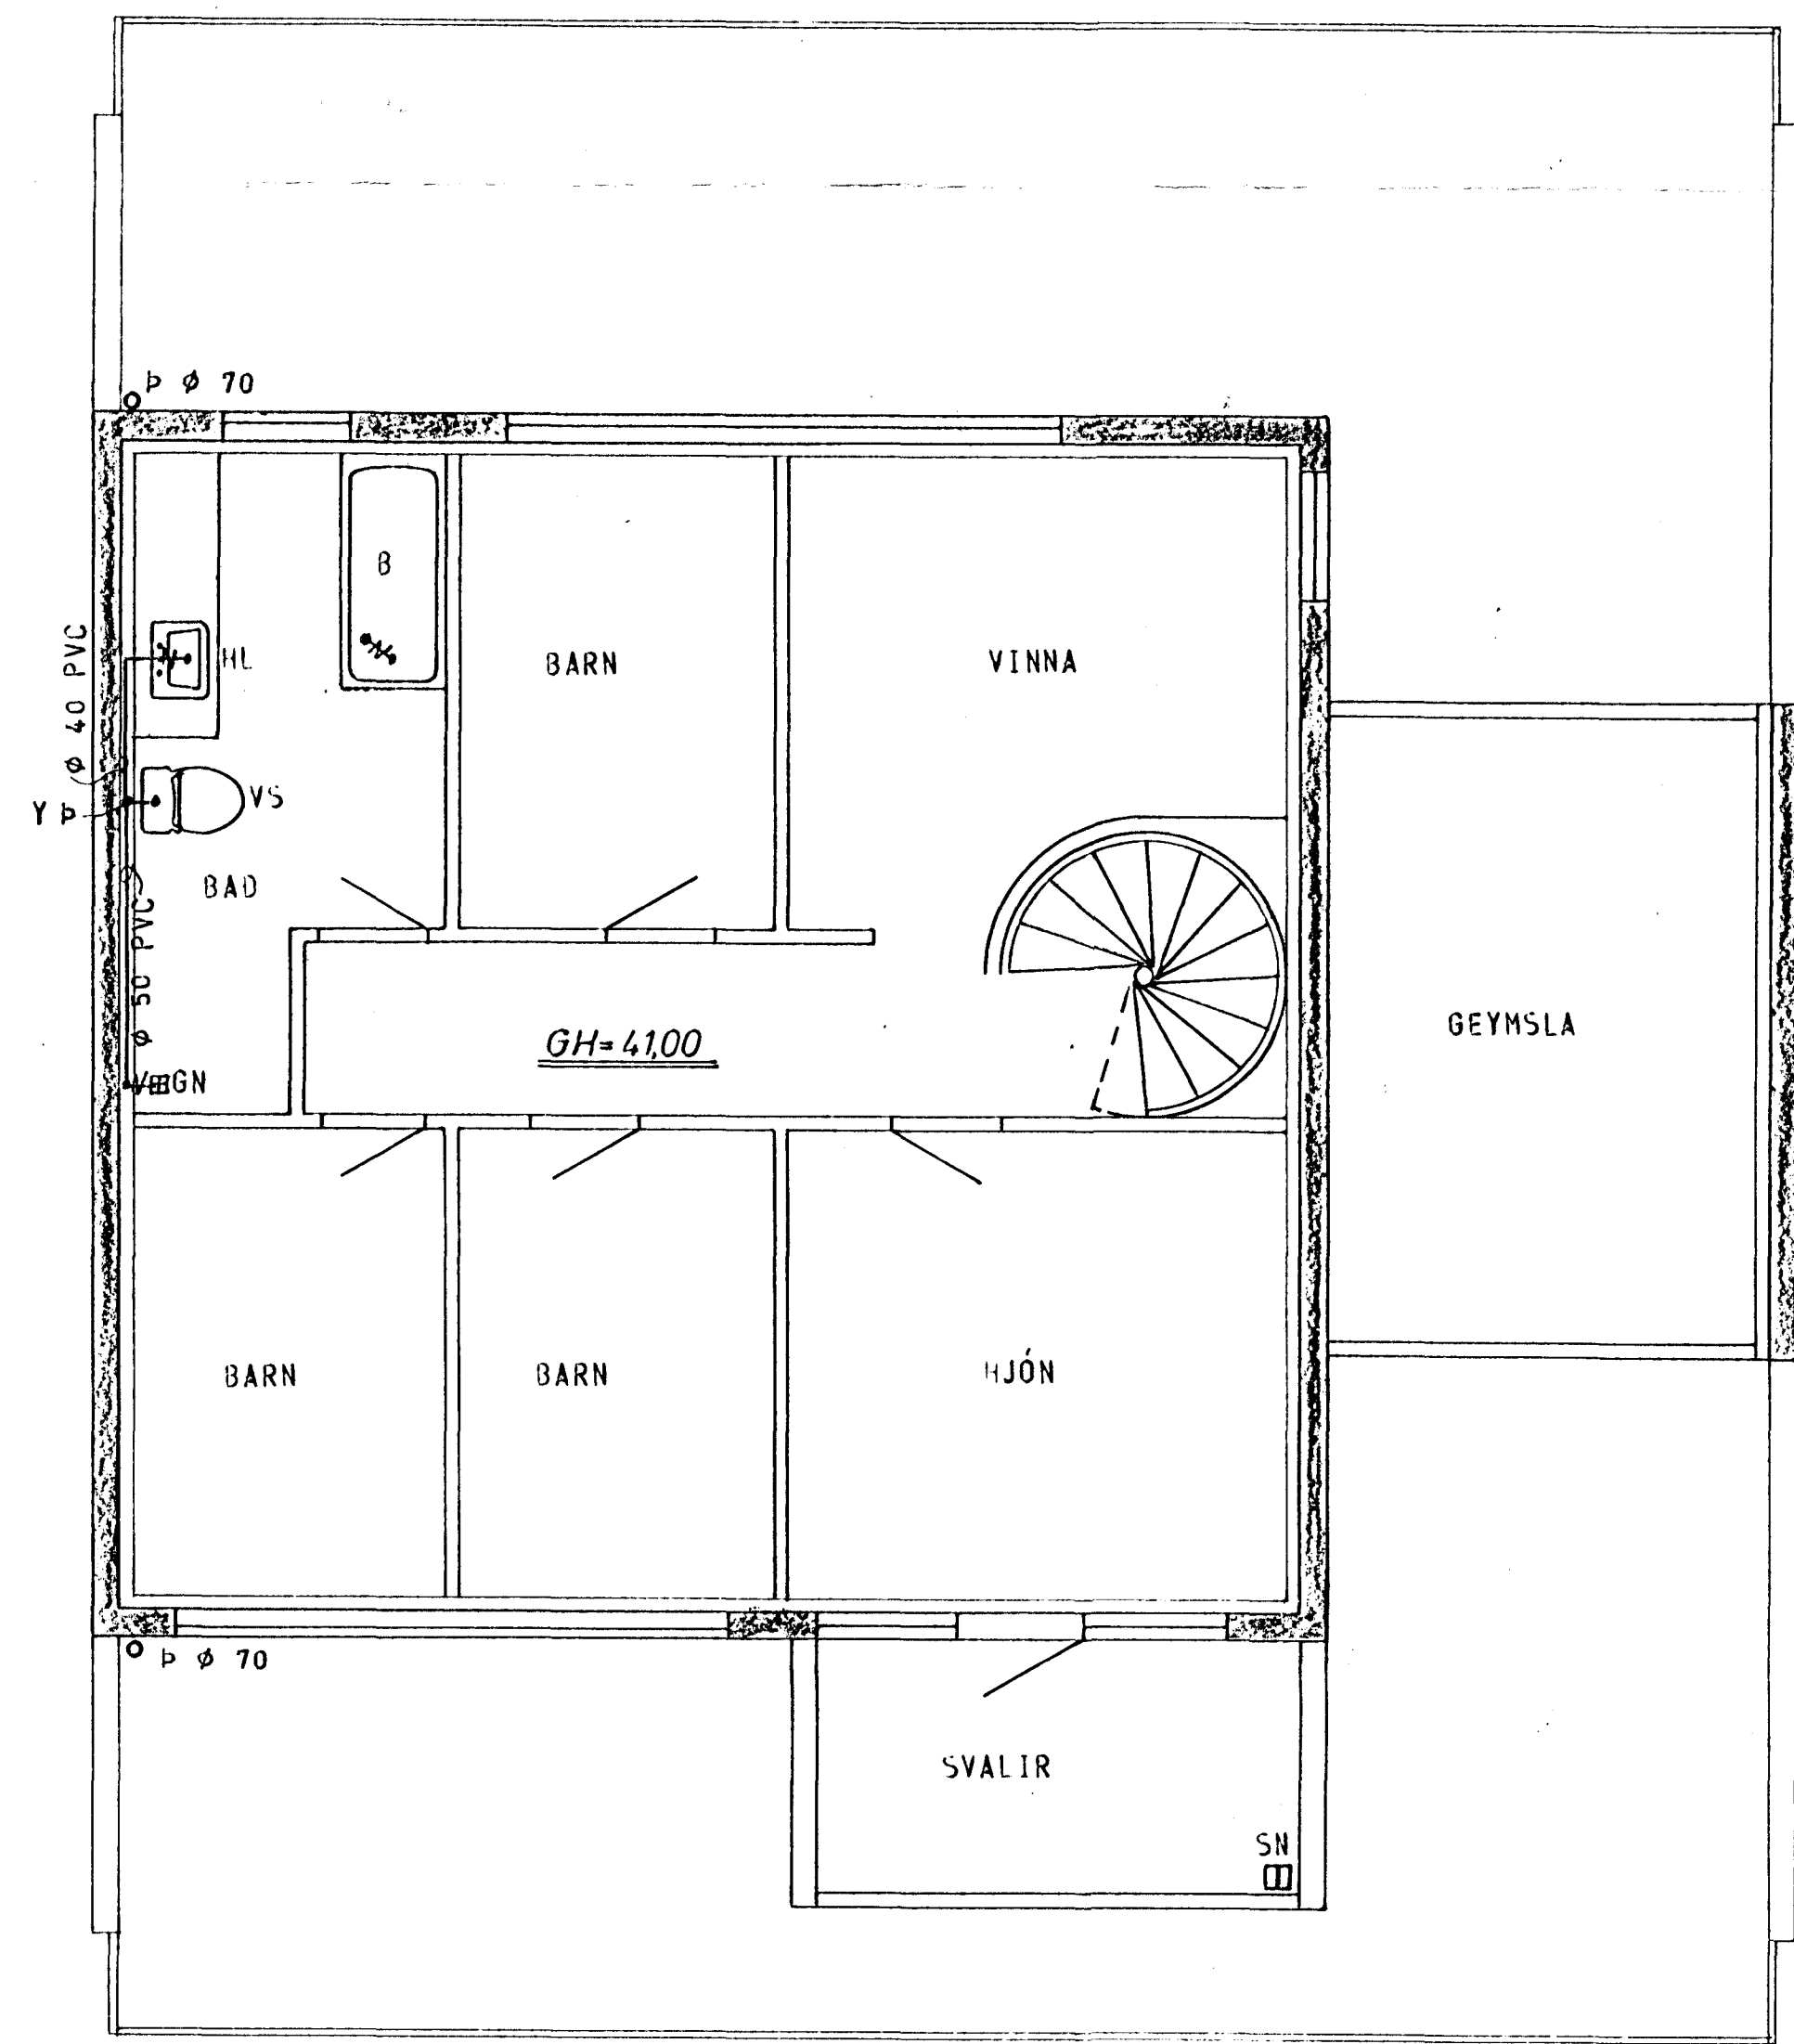 Þ ø 70
B
ø 40 PVC
HL
BARN
VINNA
Y Þ
VS
BAD
ø 50 PVC
GEYMSLA
GH= 41,00
GN
BARN
BARN
HJÓN
Þ ø 70
SVALIR
SN